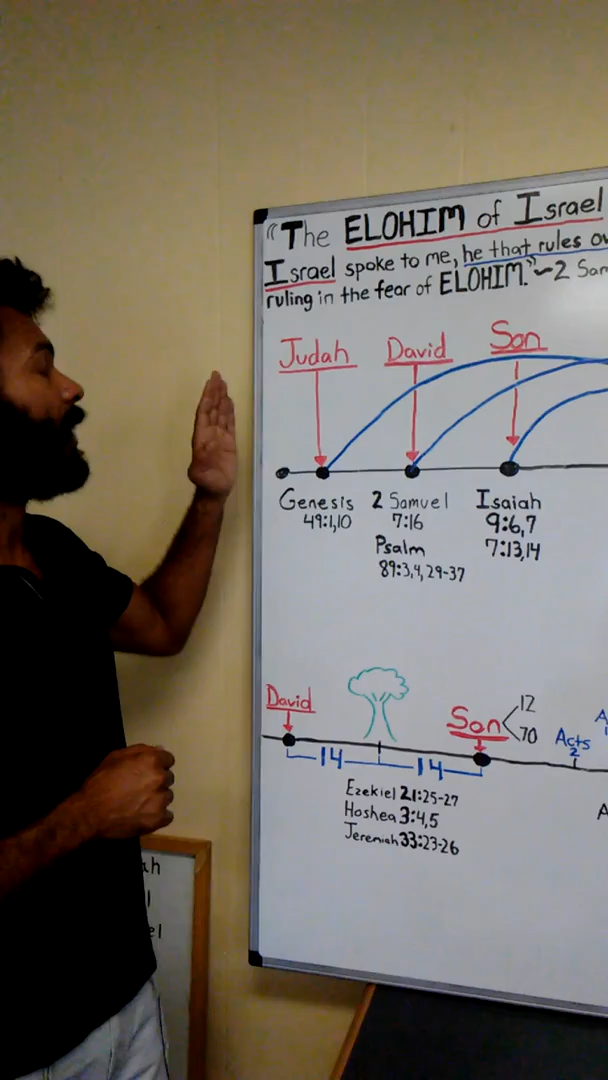 "The ELOHIM of Israel
Israel spoke to me, he that rules
ruling in the fear of ELOHIM." ~2
Judah David Son
Genesis 2 Samuel Isaiah
49:1,10 7:16 9:6,7
Psalm 7:13,14
89:3,4,29-37
David
Son 12
70
Acts
2
14 14
Ezekiel 21:25-27
Hoshea 3:4,5
Jeremiah 33:23-26